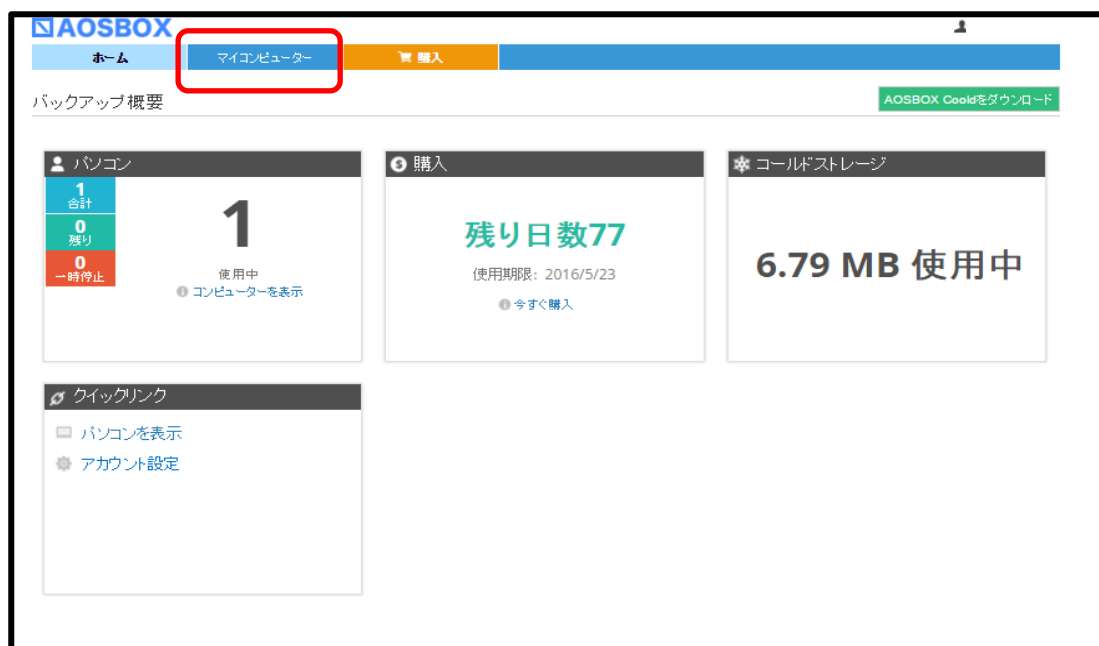 AOSBOX
ホーム マイコンピューター 購入
バックアップ概要
AOSBOX Cooldをダウンロード
パソコン
1
合計
0
残り
0
一時停止
1
使用中
コンピューターを表示
購入
残り日数77
使用期限: 2016/5/23
今すぐ購入
コールドストレージ
6.79 MB 使用中
クイックリンク
パソコンを表示
アカウント設定